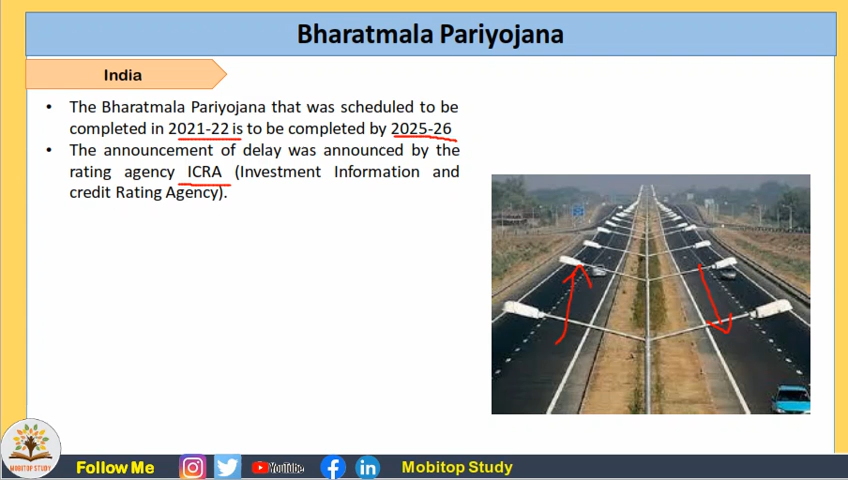 Bharatmala Pariyojana
India
• The Bharatmala Pariyojana that was scheduled to be
completed in 2021-22 is to be completed by 2025-26
• The announcement of delay was announced by the
rating agency ICRA (Investment Information and
credit Rating Agency).
MOBITOP STUDY
Follow Me
YouTube
Mobitop Study